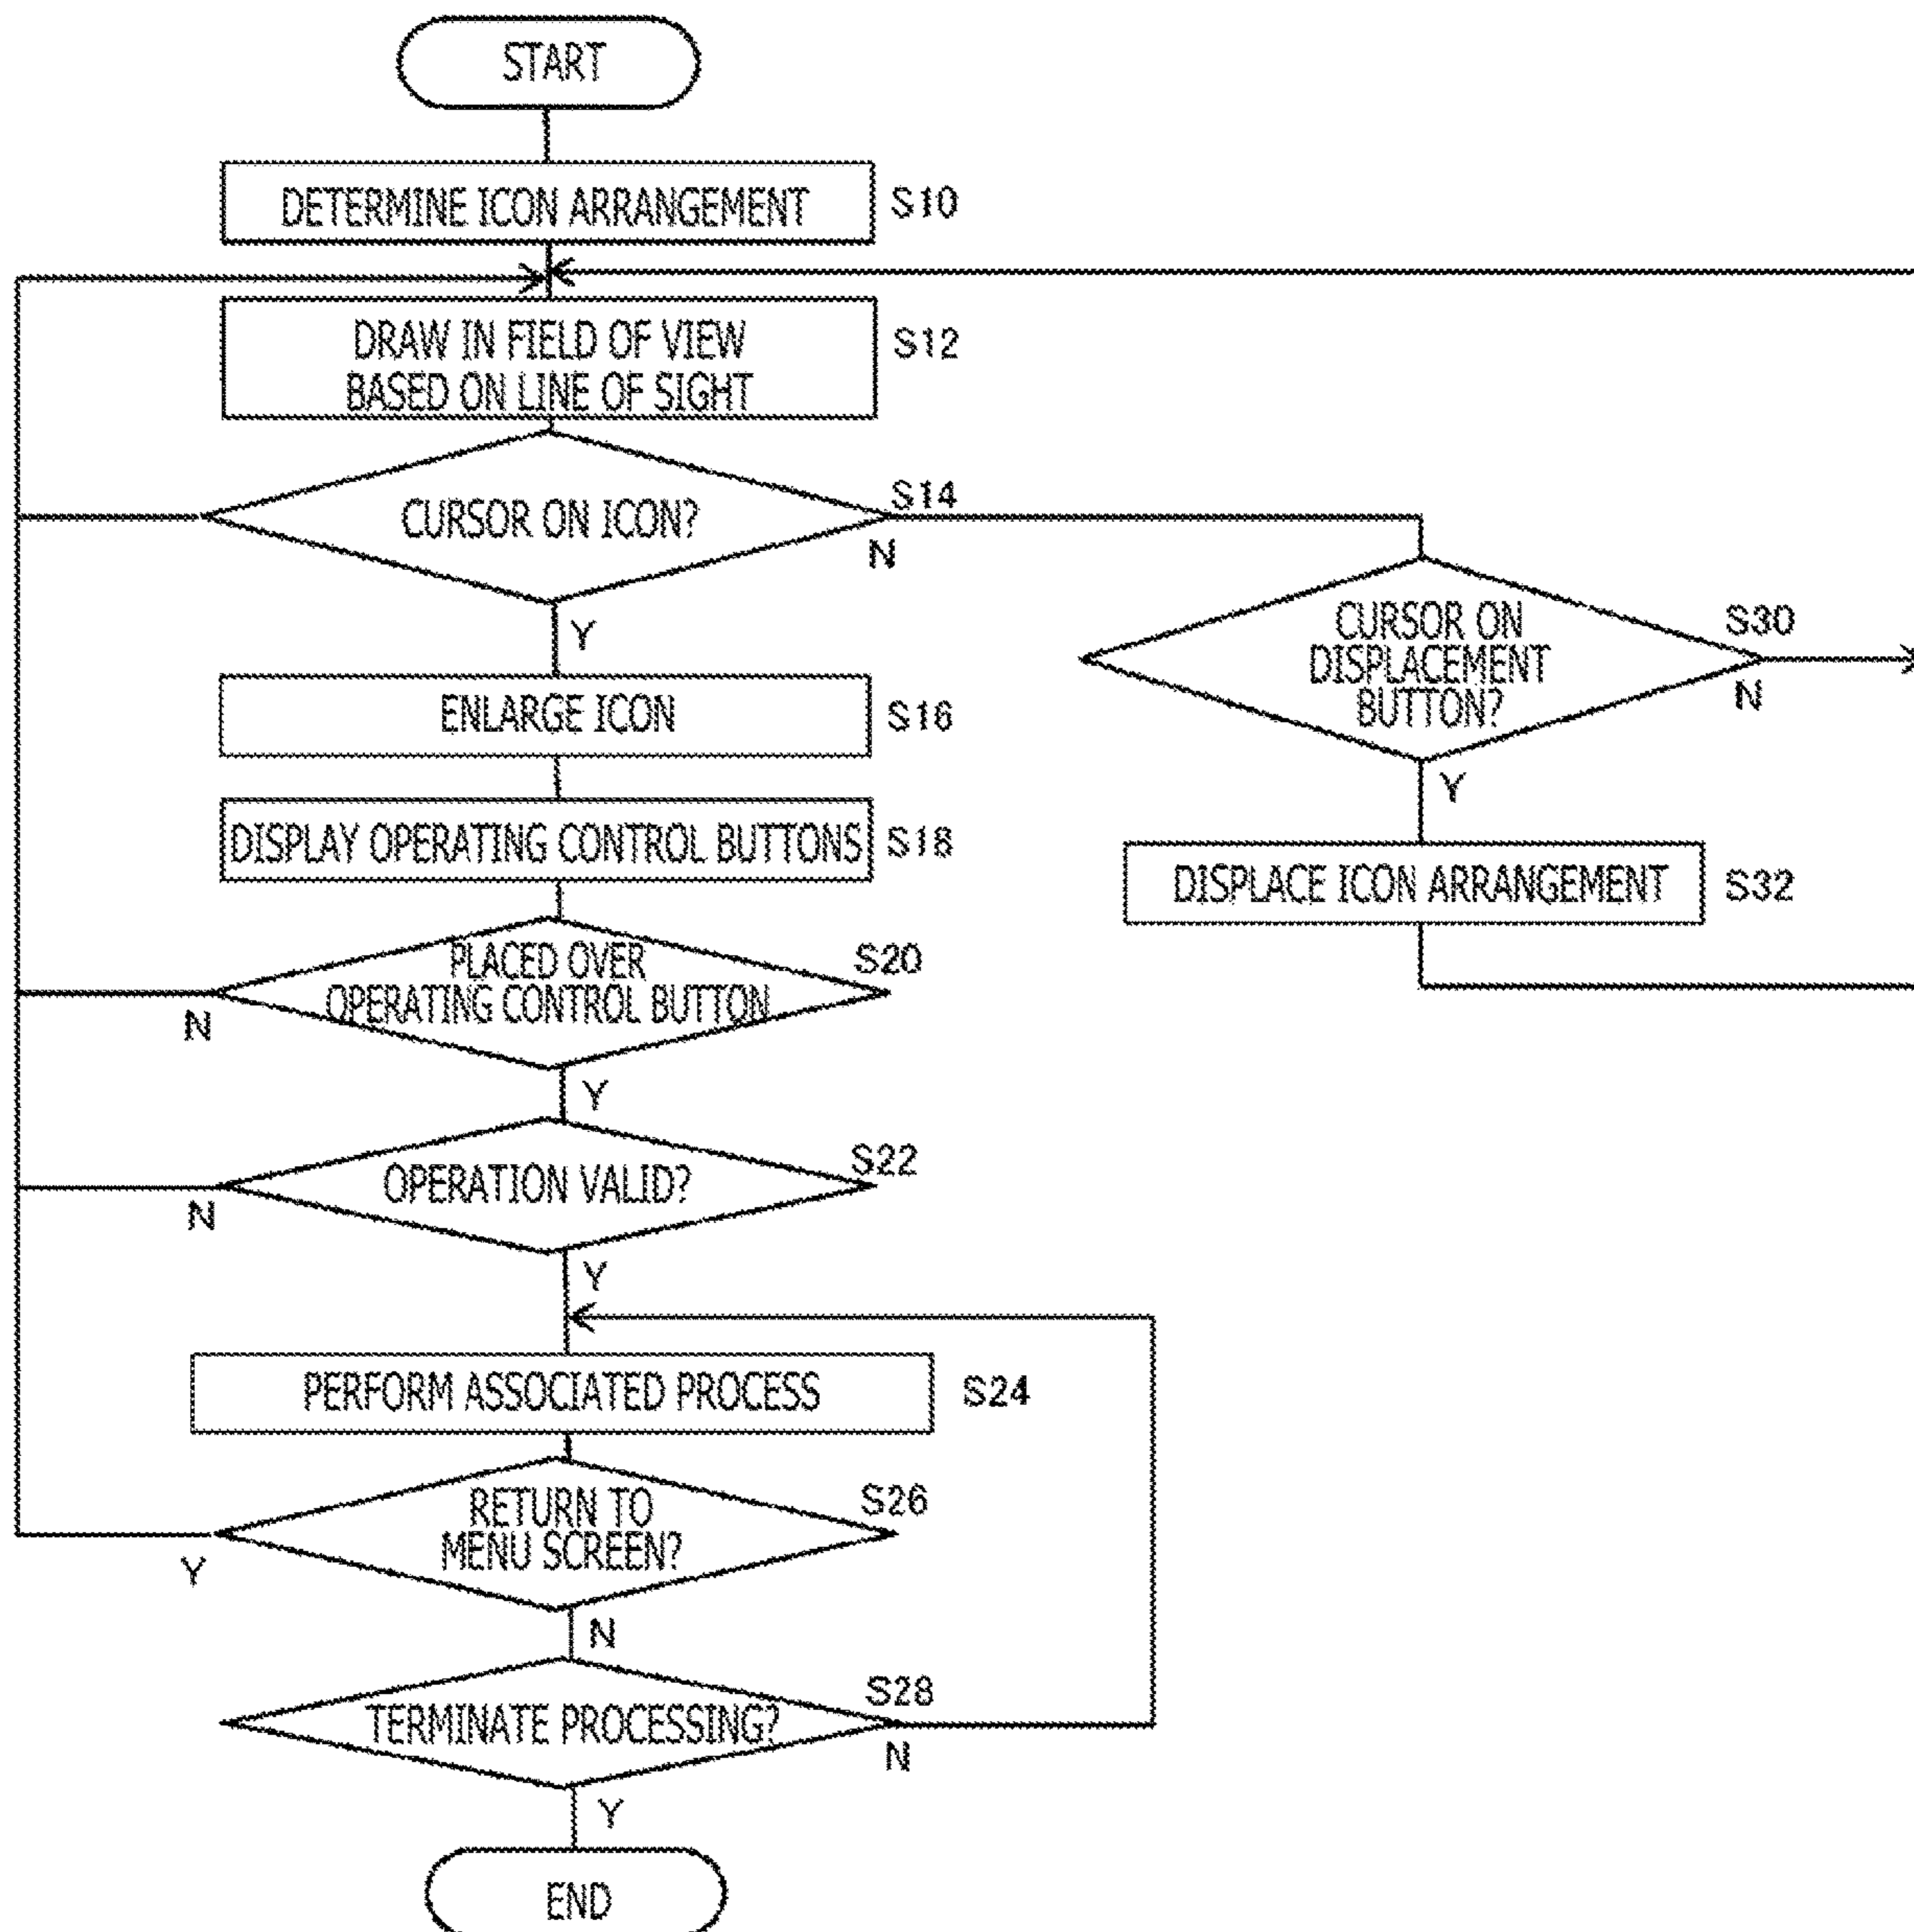 START
DETERMINE ICON ARRANGEMENT
S10
DRAW IN FIELD OF VIEW
BASED ON LINE OF SIGHT
S12
CURSOR ON ICON?
S14
N
Y
ENLARGE ICON
S16
DISPLAY OPERATING CONTROL BUTTONS
S18
PLACED OVER
OPERATING CONTROL BUTTON
S20
N
Y
OPERATION VALID?
S22
N
Y
PERFORM ASSOCIATED PROCESS
S24
RETURN TO
MENU SCREEN?
S26
Y
N
TERMINATE PROCESSING?
S28
N
Y
END
CURSOR ON
DISPLACEMENT
BUTTON?
S30
N
Y
DISPLACE ICON ARRANGEMENT
S32